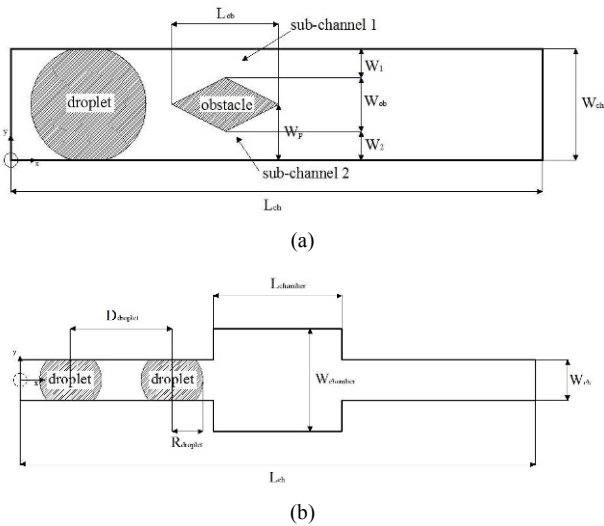 L ob
sub-channel 1
droplet
obstacle
W1
Wob
W2
Wch
Wp
sub-channel 2
y
x
Lch
(a)
Lchamber
Ddroplet
y
x
droplet
droplet
Wchamber
Wch
Rdroplet
Lch
(b)